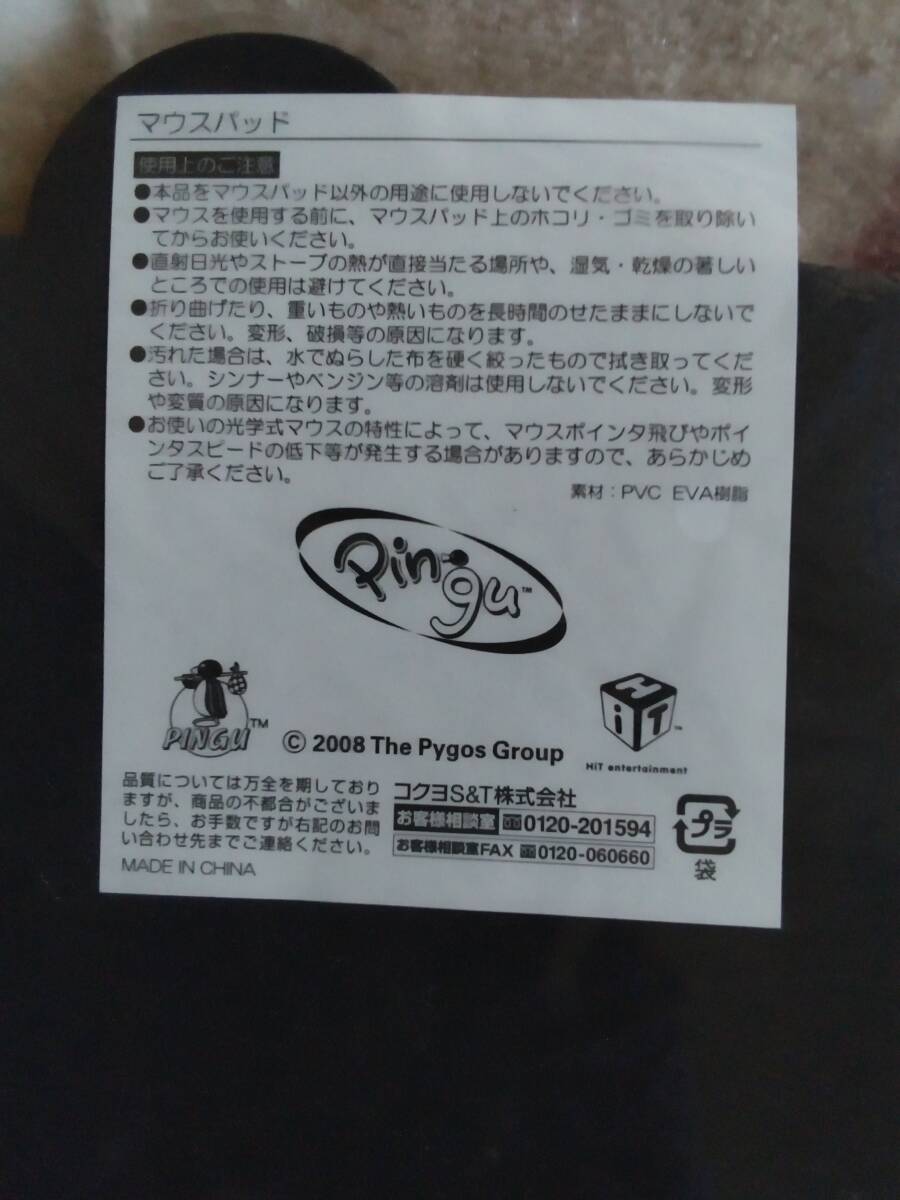 マウスパッド
使用上のご注意
●本品をマウスパッド以外の用途に使用しないでください。
●マウスを使用する前に、マウスパッド上のホコリ・ゴミを取り除い
てからお使いください。
●直射日光やストーブの熱が直接当たる場所や、湿気・乾燥の著しい
ところでの使用は避けてください。
●折り曲げたり、重いものや熱いものを長時間のせたままにしないで
ください。変形、破損等の原因になります。
●汚れた場合は、水でぬらした布を硬く絞ったもので拭き取ってくだ
さい。シンナーやベンジン等の溶剤は使用しないでください。変形
や変質の原因になります。
●お使いの光学式マウスの特性によって、マウスポインタ飛びやポイ
ンタスピードの低下等が発生する場合がありますので、あらかじめ
ご了承ください。
素材：PVC EVA樹脂
Pingu™
PINGU™
© 2008 The Pygos Group
HiT™
HiT entertainment
品質については万全を期しており
ますが、商品の不都合がございま
したら、お手数ですが右記のお問
い合わせ先までご連絡ください。
MADE IN CHINA
コクヨS&T株式会社
お客様相談室 0120-201594
お客様相談室FAX 0120-060660
プラ
袋